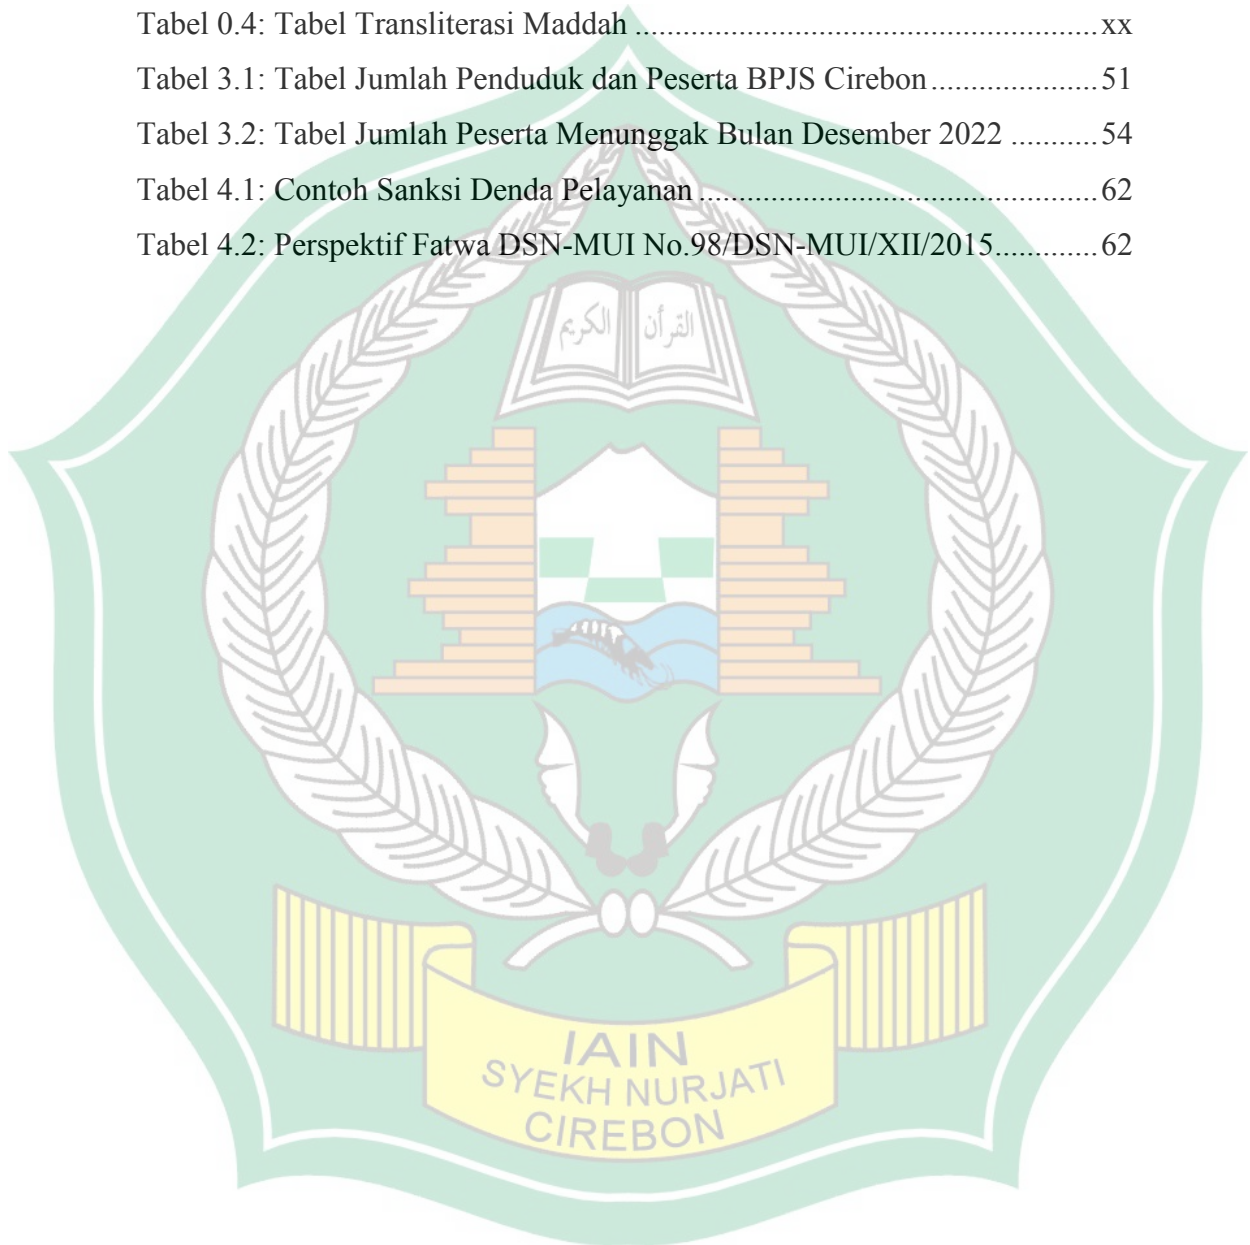 Tabel 0.4: Tabel Transliterasi Maddah ........................................................... xx
Tabel 3.1: Tabel Jumlah Penduduk dan Peserta BPJS Cirebon ..................... 51
Tabel 3.2: Tabel Jumlah Peserta Menunggak Bulan Desember 2022 ........... 54
Tabel 4.1: Contoh Sanksi Denda Pelayanan ................................................... 62
Tabel 4.2: Perspektif Fatwa DSN-MUI No.98/DSN-MUI/XII/2015............. 62
القرأن الكريم
IAIN
SYEKH NURJATI
CIREBON